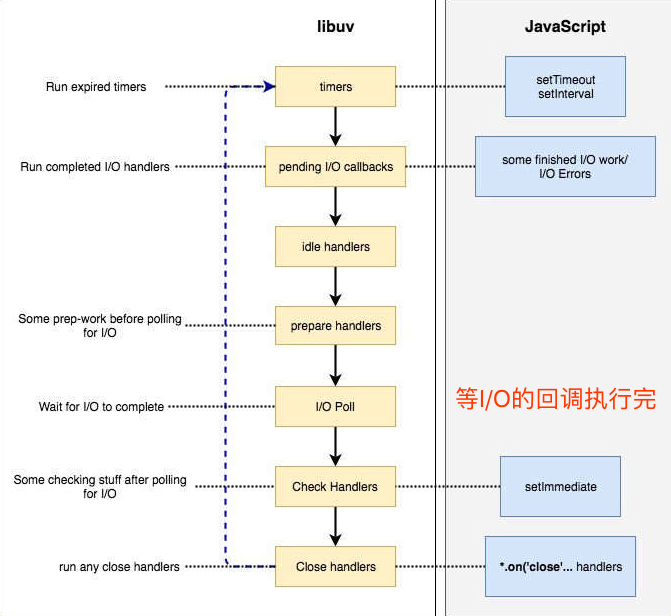 libuv
JavaScript
Run expired timers
timers
setTimeout
setInterval
Run completed I/O handlers
pending I/O callbacks
some finished I/O work/
I/O Errors
idle handlers
Some prep-work before polling
for I/O
prepare handlers
Wait for I/O to complete
I/O Poll
等I/O的回调执行完
Some checking stuff after polling
for I/O
Check Handlers
setImmediate
run any close handlers
Close handlers
*.on('close'... handlers